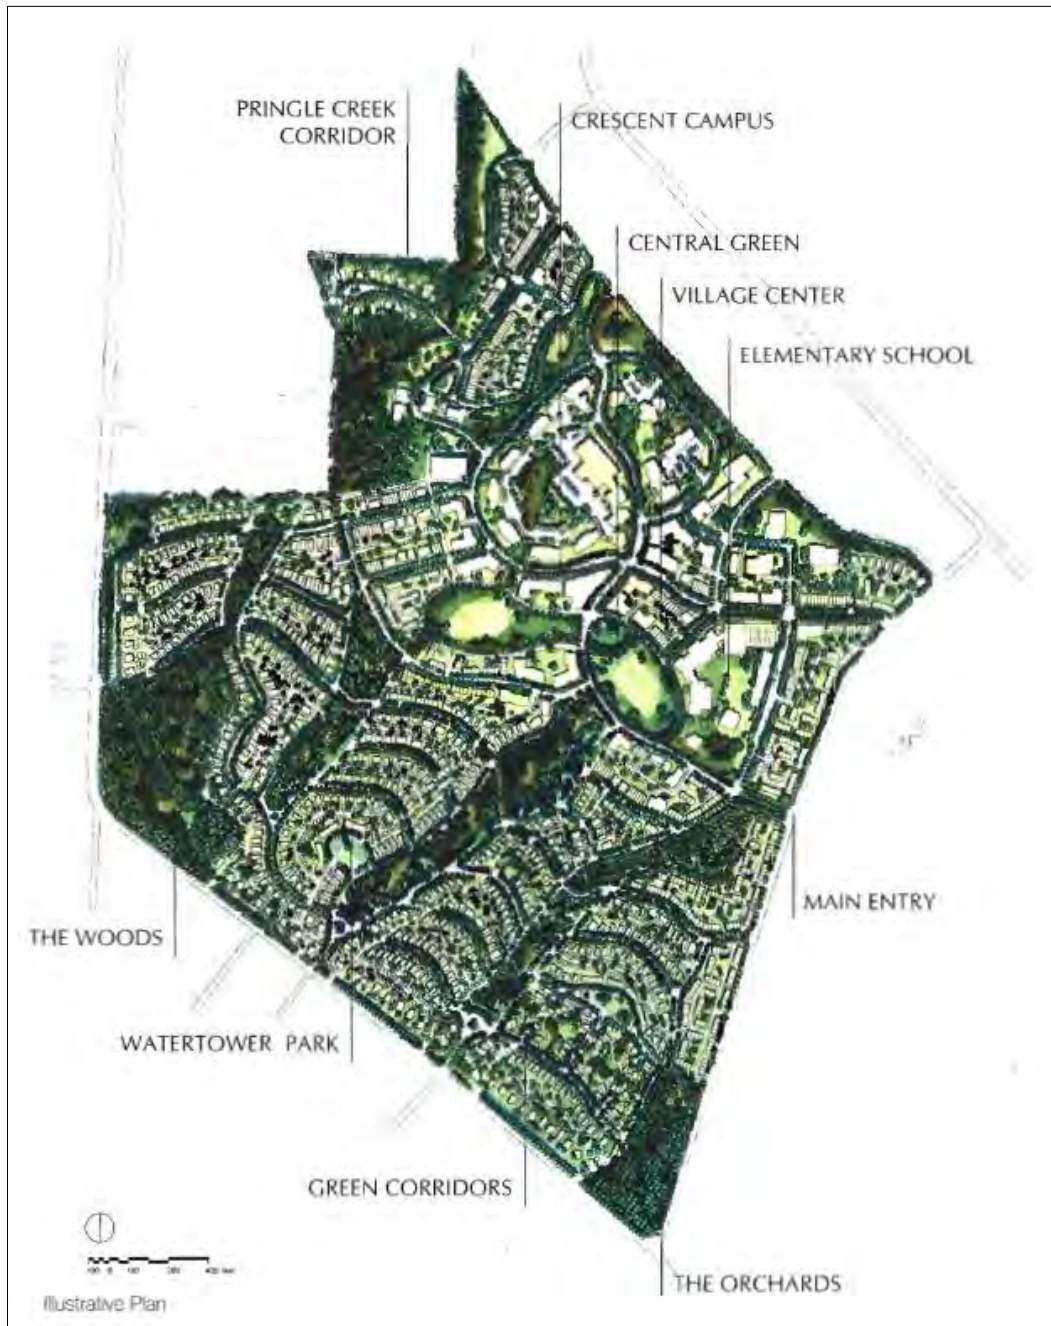 PRINGLE CREEK
CORRIDOR
CRESCENT CAMPUS
CENTRAL GREEN
VILLAGE CENTER
ELEMENTARY SCHOOL
MAIN ENTRY
THE WOODS
WATERTOWER PARK
GREEN CORRIDORS
THE ORCHARDS
Illustrative Plan